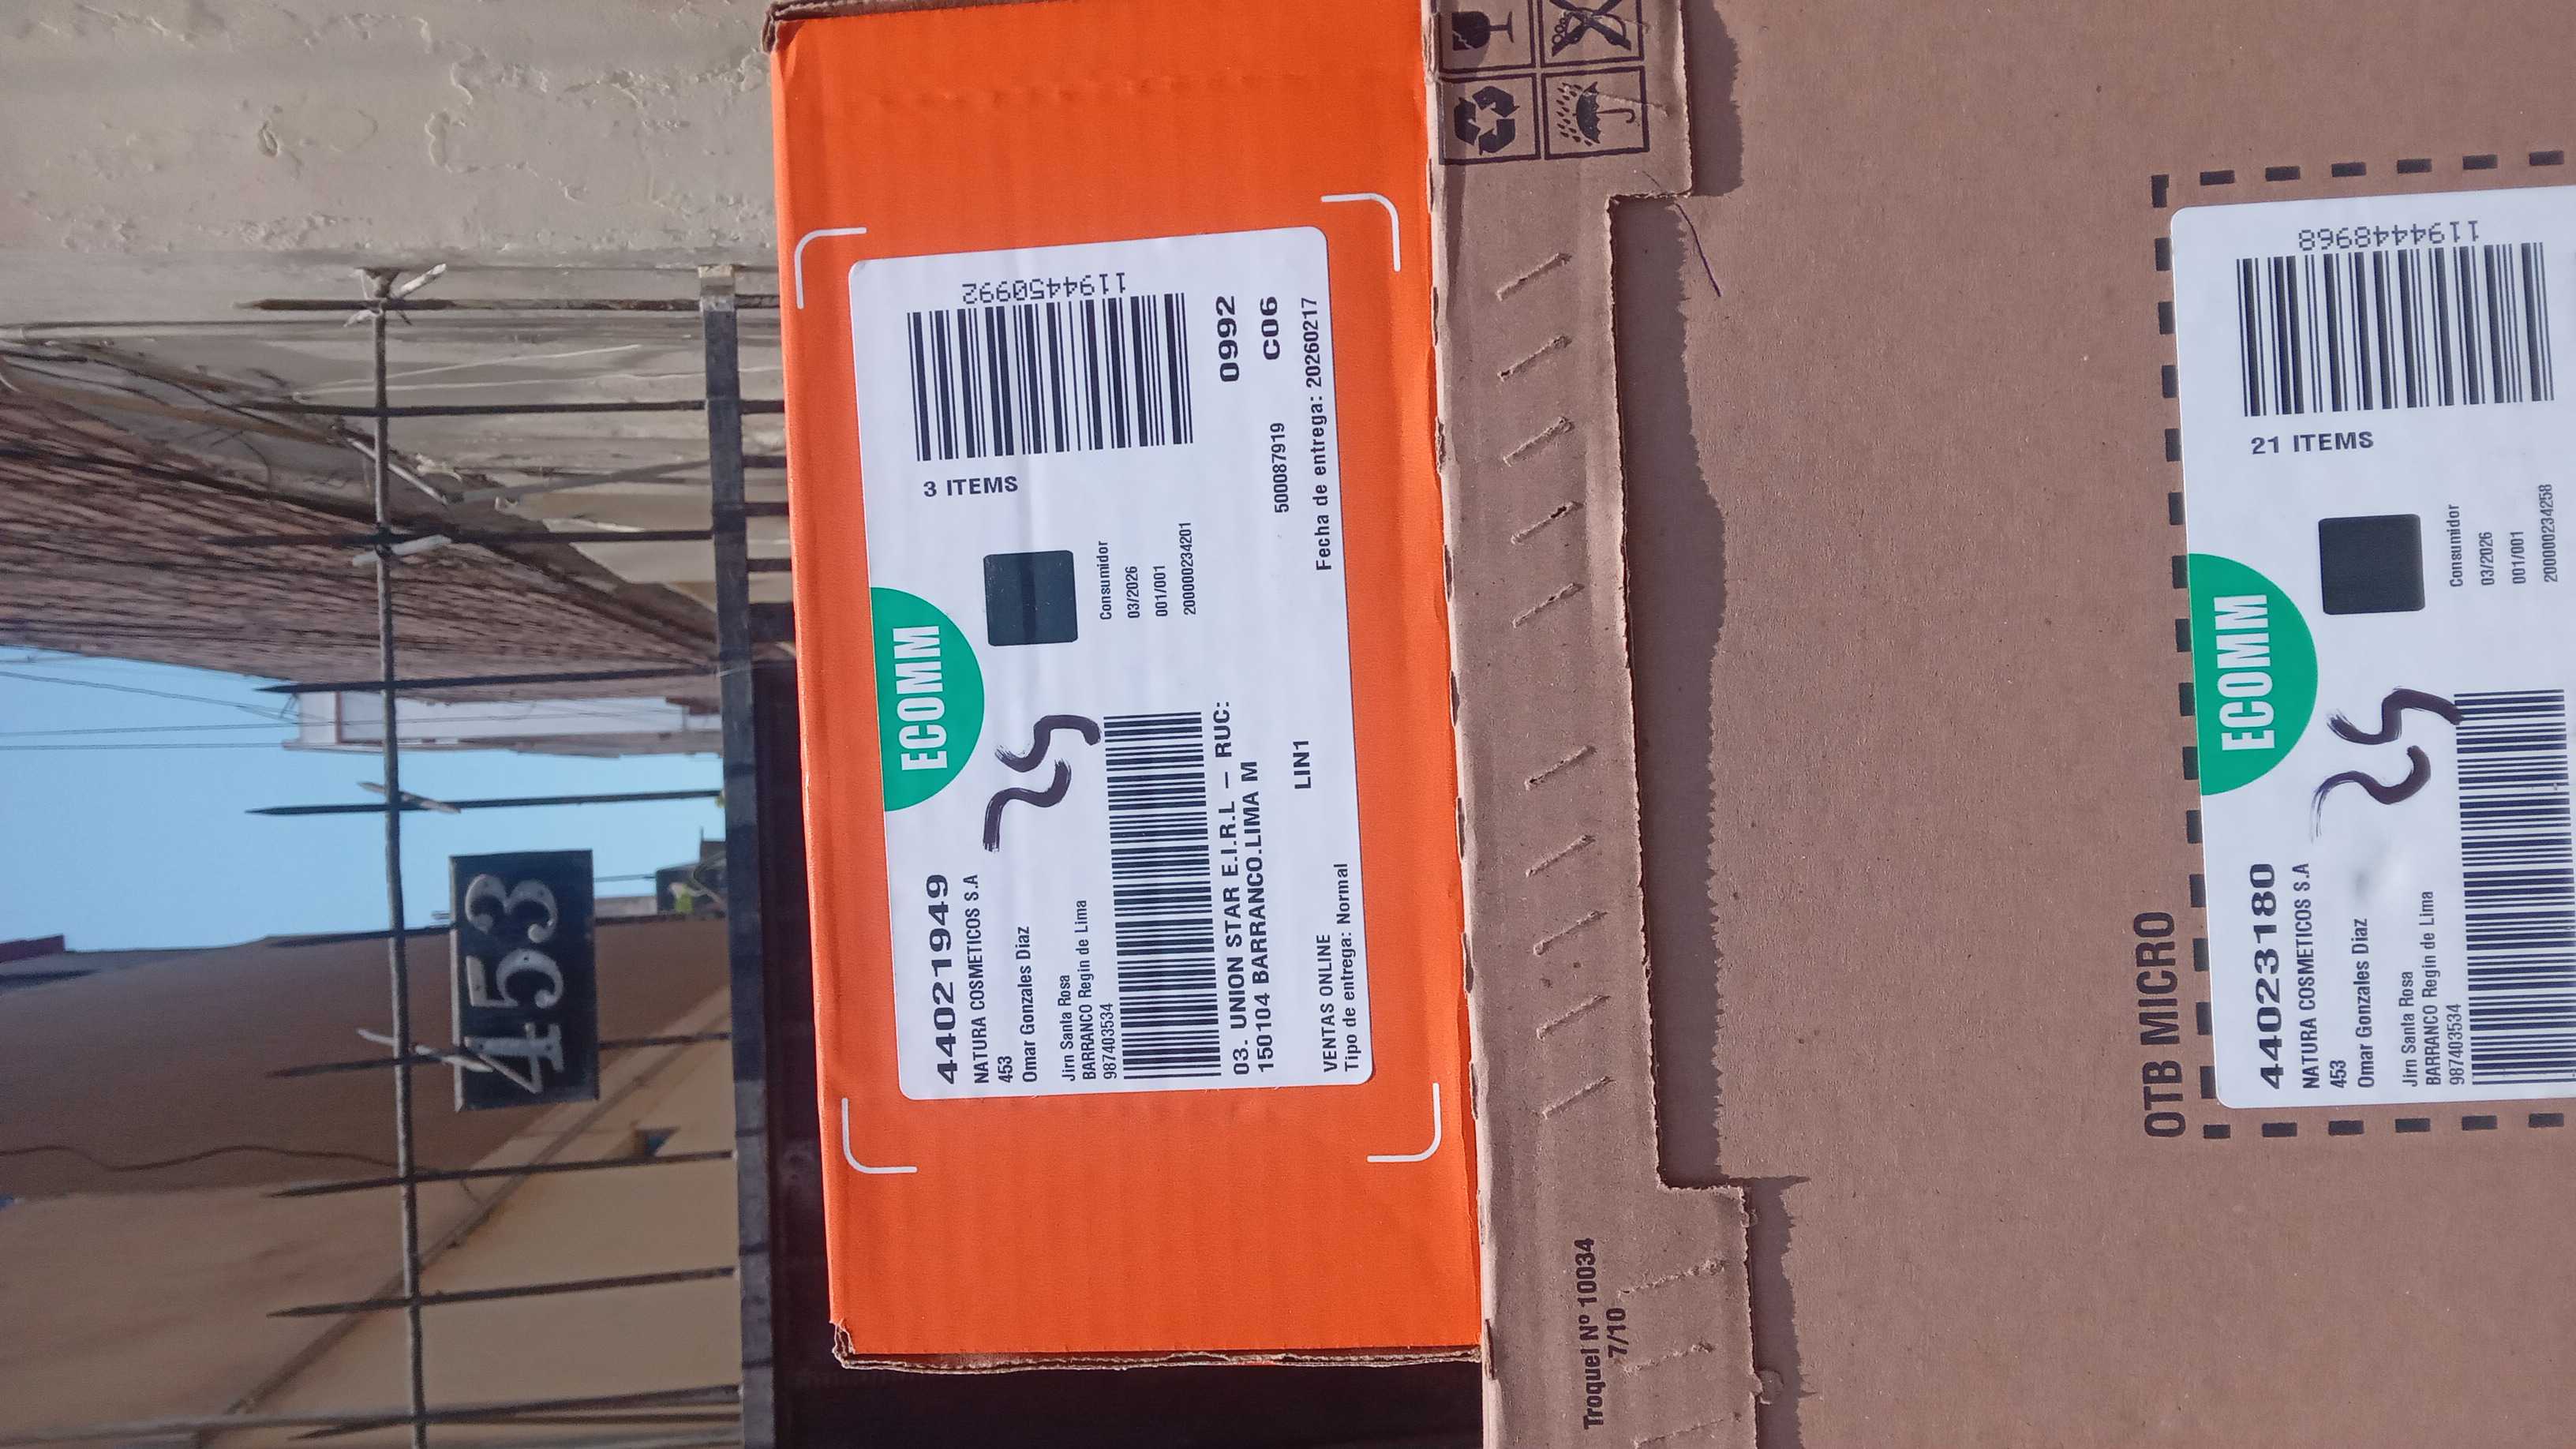 453
ECOMM
44021949
NATURA COSMETICOS S.A
453
Omar Gonzales Diaz
Jirn Santa Rosa
BARRANCO Regin de Lima
987403534
25
3 ITEMS
1194450992
Consumidor
03/2026
001/001
200000234201
03. UNION STAR E.I.R.L – RUC:
150104 BARRANCO.LIMA M
0992
C06
500087919
LIN1
VENTAS ONLINE
Tipo de entrega: Normal
Fecha de entrega: 20260217
Troquel Nº 10034
7/10
OTB MICRO
ECOMM
44023180
NATURA COSMETICOS S.A
453
Omar Gonzales Diaz
Jirn Santa Rosa
BARRANCO Regin de Lima
987403534
25
21 ITEMS
1194448968
Consumidor
03/2026
001/001
200000234258